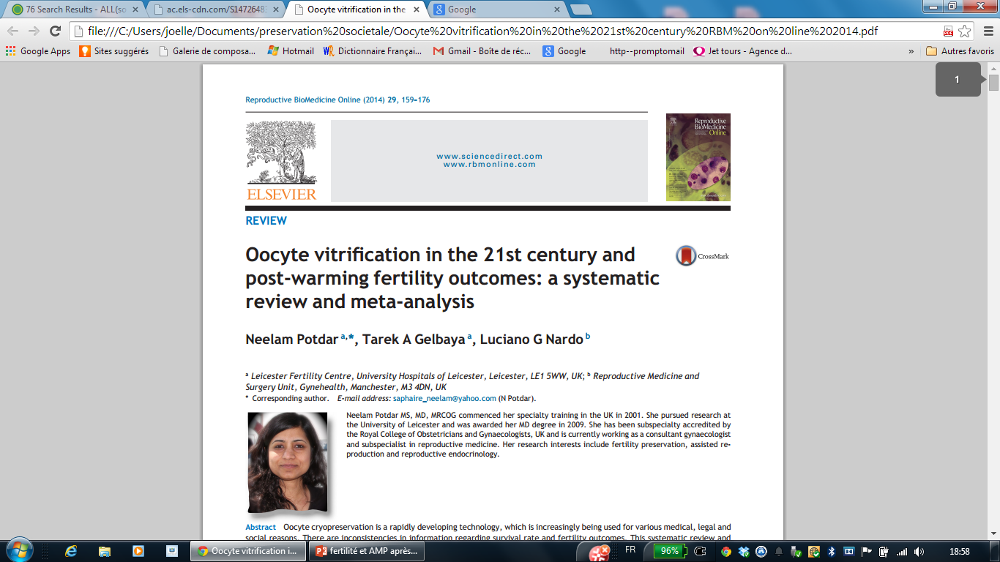 76 Search Results - ALL(so
ac.els-cdn.com/S14726483
Oocyte vitrification in the
Google
file:///C:/Users/joelle/Documents/preservation%20societale/Oocyte%20vitrification%20in%20the%2021st%20century%20RBM%20on%20line%202014.pdf
Google Apps
Sites suggérés
Galerie de composa...
Hotmail
Dictionnaire Françai...
Gmail - Boîte de réc...
Google
http--promptomail
Jet tours - Agence d...
»
Autres favoris
1
Reproductive BioMedicine Online (2014) 29, 159–176
www.sciencedirect.com
www.rbmonline.com
ELSEVIER
Reproductive
BioMedicine
Online
REVIEW
Oocyte vitrification in the 21st century and
post-warming fertility outcomes: a systematic
review and meta-analysis
CrossMark
Neelam Potdar a,*, Tarek A Gelbaya a, Luciano G Nardo b
a Leicester Fertility Centre, University Hospitals of Leicester, Leicester, LE1 5WW, UK; b Reproductive Medicine and
Surgery Unit, Gynehealth, Manchester, M3 4DN, UK
* Corresponding author. E-mail address: saphaire_neelam@yahoo.com (N Potdar).
Neelam Potdar MS, MD, MRCOG commenced her specialty training in the UK in 2001. She pursued research at
the University of Leicester and was awarded her MD degree in 2009. She has been subspecialty accredited by
the Royal College of Obstetricians and Gynaecologists, UK and is currently working as a consultant gynaecologist
and subspecialist in reproductive medicine. Her research interests include fertility preservation, assisted re-
production and reproductive endocrinology.
Abstract Oocyte cryopreservation is a rapidly developing technology, which is increasingly being used for various medical, legal and
social reasons. There are inconsistencies in information regarding survival rate and fertility outcomes. This systematic review and
Oocyte vitrification i...
fertilité et AMP après...
FR
96%
18:58